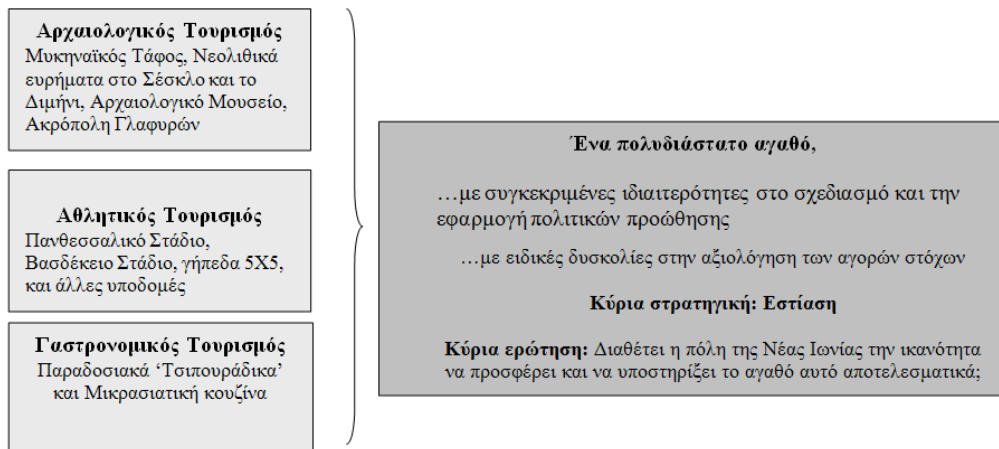 Αρχαιολογικός Τουρισμός
Μυκηναϊκός Τάφος, Νεολιθικά
ευρήματα στο Σέσκλο και το
Διμήνι, Αρχαιολογικό Μουσείο,
Ακρόπολη Γλαφυρών
Αθλητικός Τουρισμός
Πανθεσσαλικό Στάδιο,
Βασδέκειο Στάδιο, γήπεδα 5Χ5,
και άλλες υποδομές
Γαστρονομικός Τουρισμός
Παραδοσιακά ‘Τσιπουράδικα’
και Μικρασιατική κουζίνα
Ένα πολυδιάστατο αγαθό,
…με συγκεκριμένες ιδιαιτερότητες στο σχεδιασμό και την
εφαρμογή πολιτικών προώθησης
…με ειδικές δυσκολίες στην αξιολόγηση των αγορών στόχων
Κύρια στρατηγική: Εστίαση
Κύρια ερώτηση: Διαθέτει η πόλη της Νέας Ιωνίας την ικανότητα
να προσφέρει και να υποστηρίξει το αγαθό αυτό αποτελεσματικά;